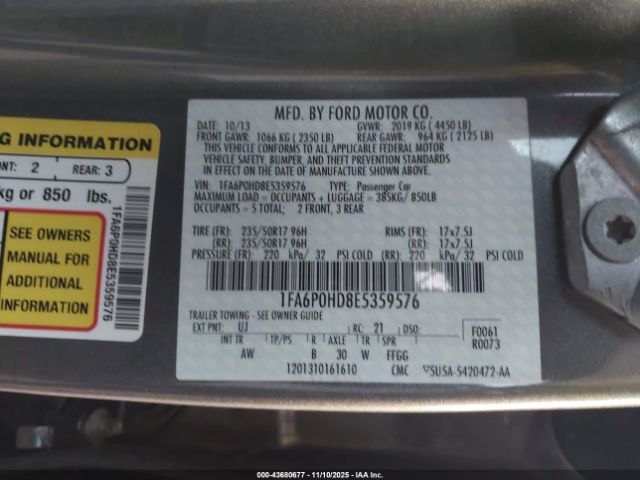 G INFORMATION
NT: 2 REAR: 3
kg or 850 lbs.
SEE OWNERS
MANUAL FOR
ADDITIONAL
INFORMATION
1FA6P0HD8E5359576
MFD. BY FORD MOTOR CO.
DATE: 10/13 GVWR: 2019 KG ( 4450 LB)
FRONT GAWR: 1066 KG ( 2350 LB) REAR GAWR: 964 KG ( 2125 LB)
THIS VEHICLE CONFORMS TO ALL APPLICABLE FEDERAL MOTOR
VEHICLE SAFETY, BUMPER, AND THEFT PREVENTION STANDARDS IN
EFFECT ON THE DATE OF MANUFACTURE SHOWN ABOVE.
VIN: 1FA6P0HD8E5359576 TYPE: Passenger Car
MAXIMUM LOAD = OCCUPANTS + LUGGAGE = 385KG/ 850LB
OCCUPANTS = 5 TOTAL; 2 FRONT, 3 REAR
TIRE (FR): 235/50R17 96H RIMS (FR): 17x7.5J
(RR): 235/50R17 96H (RR): 17x7.5J
PRESSURE (FR): 220 kPa/ 32 PSI COLD (RR): 220 kPa/ 32 PSI COLD
1FA6P0HD8E5359576
TRAILER TOWING - SEE OWNER GUIDE
EXT PNT: UJ RC: 21 DSO: F0061
INT TR TP/PS R AXLE TR SPR R0073
AW B 30 W FFGG
1201310161610 CMC 5U5A-5420472-AA
000-43680677 - 11/10/2025 - IAAHolding, LLC